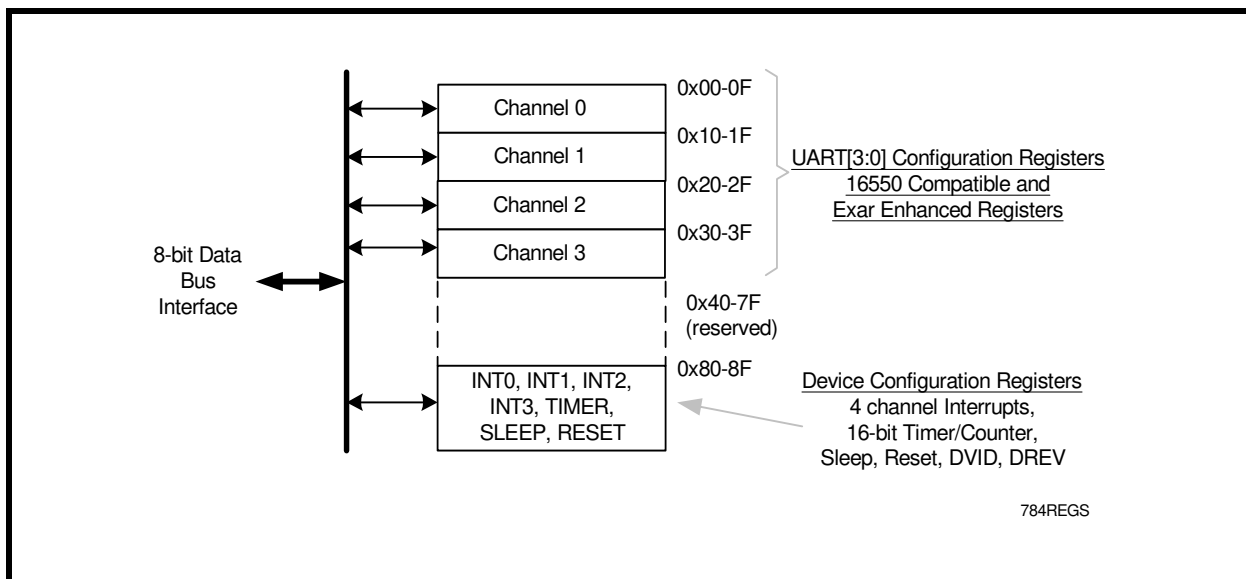 Channel 0
0x00-0F
Channel 1
0x10-1F
Channel 2
0x20-2F
Channel 3
0x30-3F
UART[3:0] Configuration Registers
16550 Compatible and
Exar Enhanced Registers
8-bit Data
Bus
Interface
0x40-7F
(reserved)
0x80-8F
INT0, INT1, INT2,
INT3, TIMER,
SLEEP, RESET
Device Configuration Registers
4 channel Interrupts,
16-bit Timer/Counter,
Sleep, Reset, DVID, DREV
784REGS